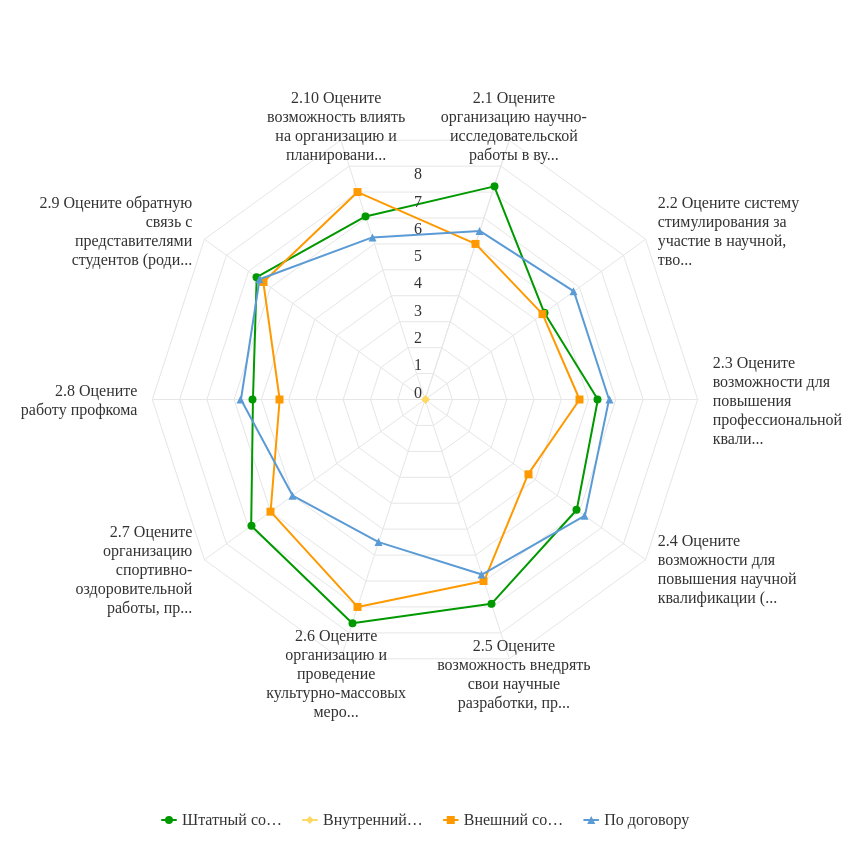 2.10 Оцените
возможность влиять
на организацию и
планировани...
2.1 Оцените
организацию научно-
исследовательской
работы в ву...
2.2 Оцените систему
стимулирования за
участие в научной,
тво...
2.3 Оцените
возможности для
повышения
профессиональной
квали...
2.4 Оцените
возможности для
повышения научной
квалификации (...
2.5 Оцените
возможность внедрять
свои научные
разработки, пр...
2.6 Оцените
организацию и
проведение
культурно-массовых
меро...
2.7 Оцените
организацию
спортивно-
оздоровительной
работы, пр...
2.8 Оцените
работу профкома
2.9 Оцените обратную
связь с
представителями
студентов (роди...
8
7
6
5
4
3
2
1
0
Штатный со…
Внутренний…
Внешний со…
По договору